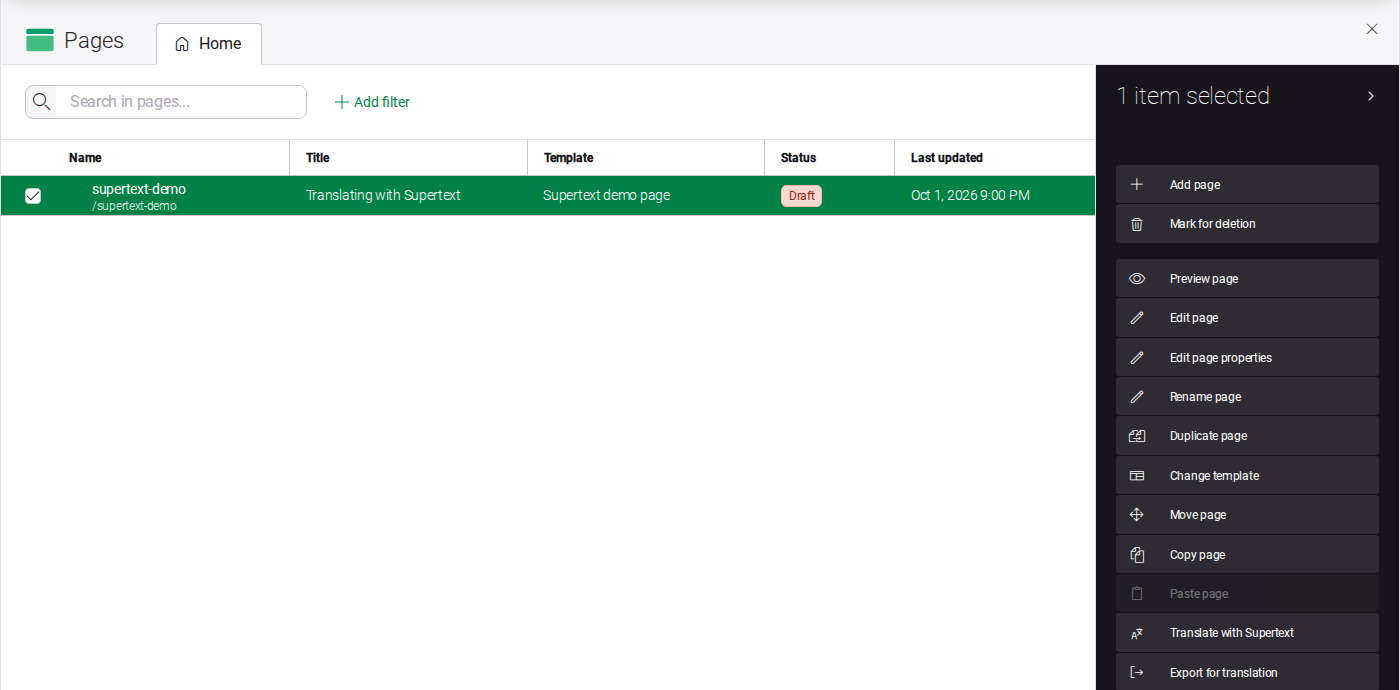 Pages
Home
Search in pages...
Add filter
Name
Title
Template
Status
Last updated
supertext-demo
/supertext-demo
Translating with Supertext
Supertext demo page
Draft
Oct 1, 2026 9:00 PM
1 item selected
Add page
Mark for deletion
Preview page
Edit page
Edit page properties
Rename page
Duplicate page
Change template
Move page
Copy page
Paste page
Translate with Supertext
Export for translation